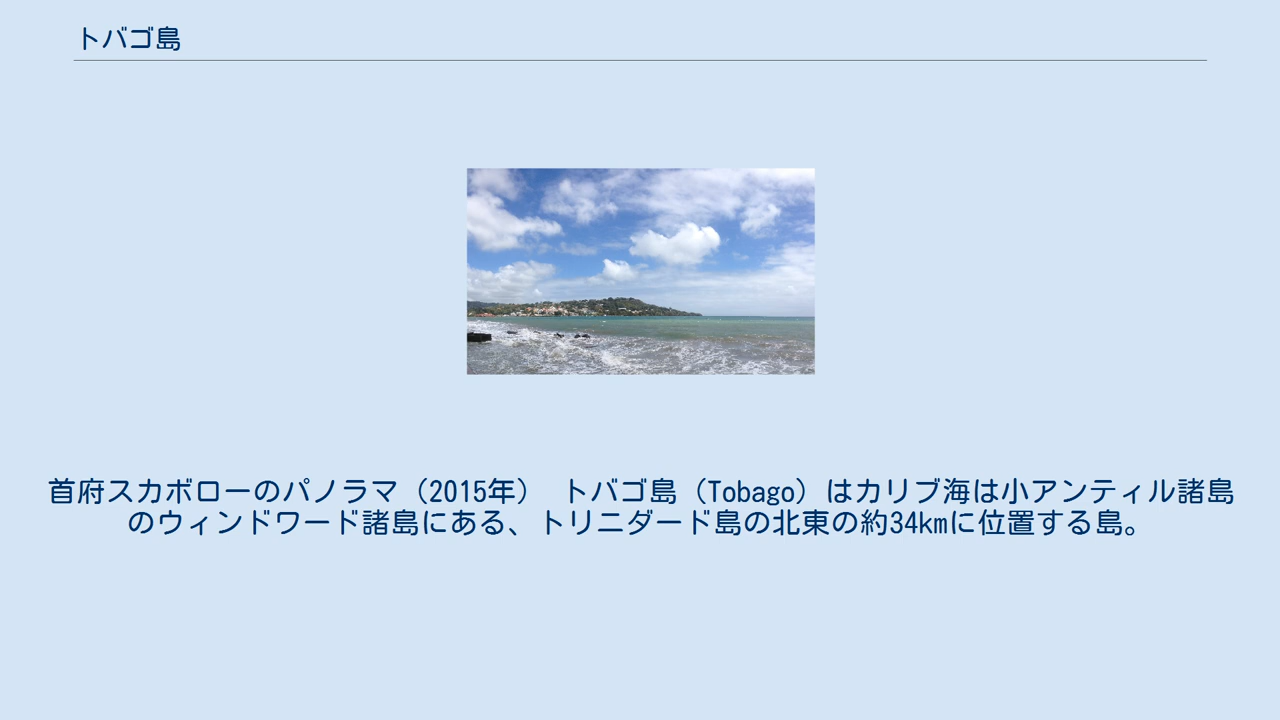 トバゴ島
首府スカボローのパノラマ（2015年） トバゴ島（Tobago）はカリブ海は小アンティル諸島
のウィンドワード諸島にある、トリニダード島の北東の約34kmに位置する島。